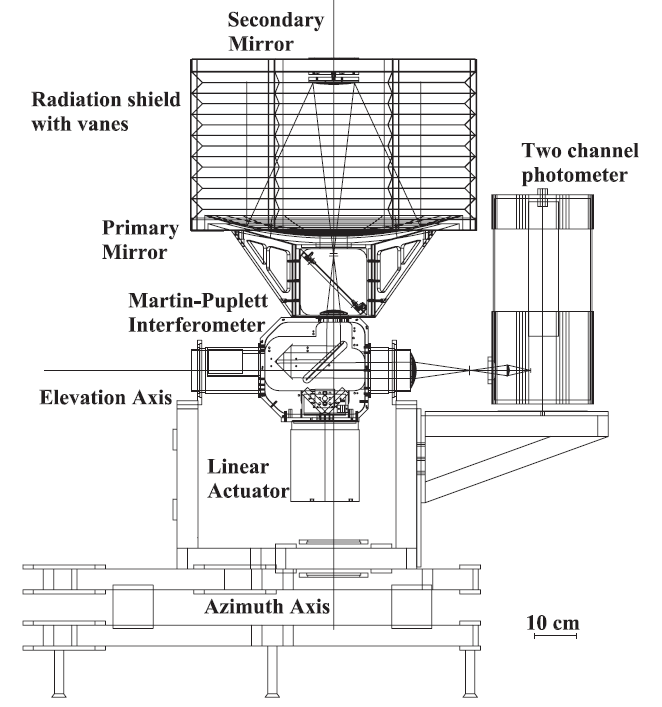 Secondary
Mirror
Radiation shield
with vanes
Two channel
photometer
Primary
Mirror
Martin-Puplett
Interferometer
Elevation Axis
Linear
Actuator
Azimuth Axis
10 cm